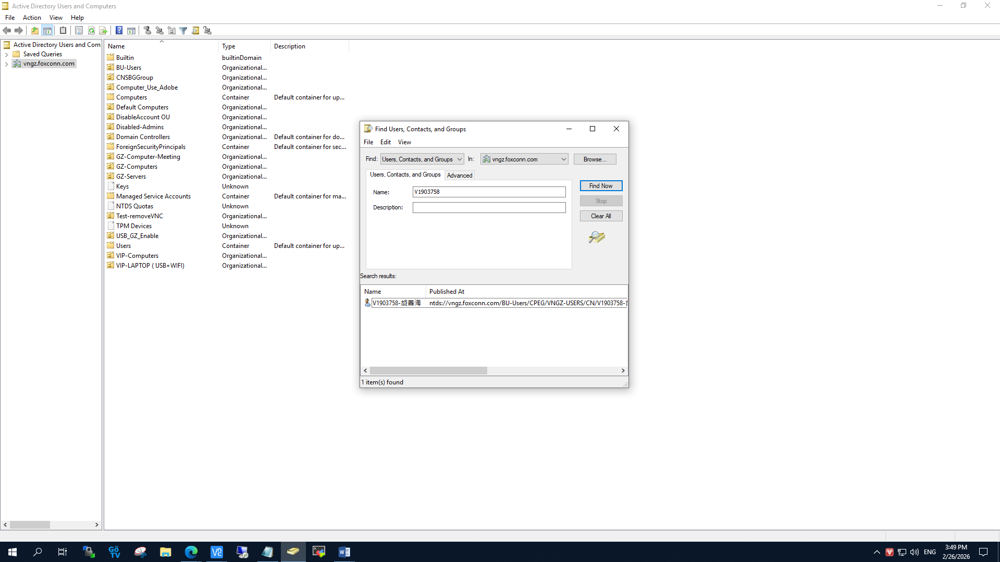 Active Directory Users and Computers
File Action View Help
Active Directory Users and Com
Saved Queries
vngz.foxconn.com
Name Type Description
Builtin builtinDomain
BU-Users Organizational...
CNSBGGroup Organizational...
Computer_Use_Adobe Organizational...
Computers Container Default container for up...
Default Computers Organizational...
DisableAccount OU Organizational...
Disabled-Admins Organizational...
Domain Controllers Organizational... Default container for do...
ForeignSecurityPrincipals Container Default container for sec...
GZ-Computer-Meeting Organizational...
GZ-Computers Organizational...
GZ-Servers Organizational...
Keys Unknown
Managed Service Accounts Container Default container for ma...
NTDS Quotas Unknown
Test-removeVNC Organizational...
TPM Devices Unknown
USB_GZ_Enable Organizational...
Users Container Default container for up...
VIP-Computers Organizational...
VIP-LAPTOP ( USB+WIFI) Organizational...
Find Users, Contacts, and Groups
File Edit View
Find: Users, Contacts, and Groups In: vngz.foxconn.com Browse...
Users, Contacts, and Groups Advanced
Name: V1903758
Description:
Find Now
Stop
Clear All
Search results:
Name Published At
V1903758-胡善海 ntds://vngz.foxconn.com/BU-Users/CPEG/VNGZ-USERS/CN/V1903758-
1 item(s) found
Gõ TV
ENG
3:49 PM
2/26/2026